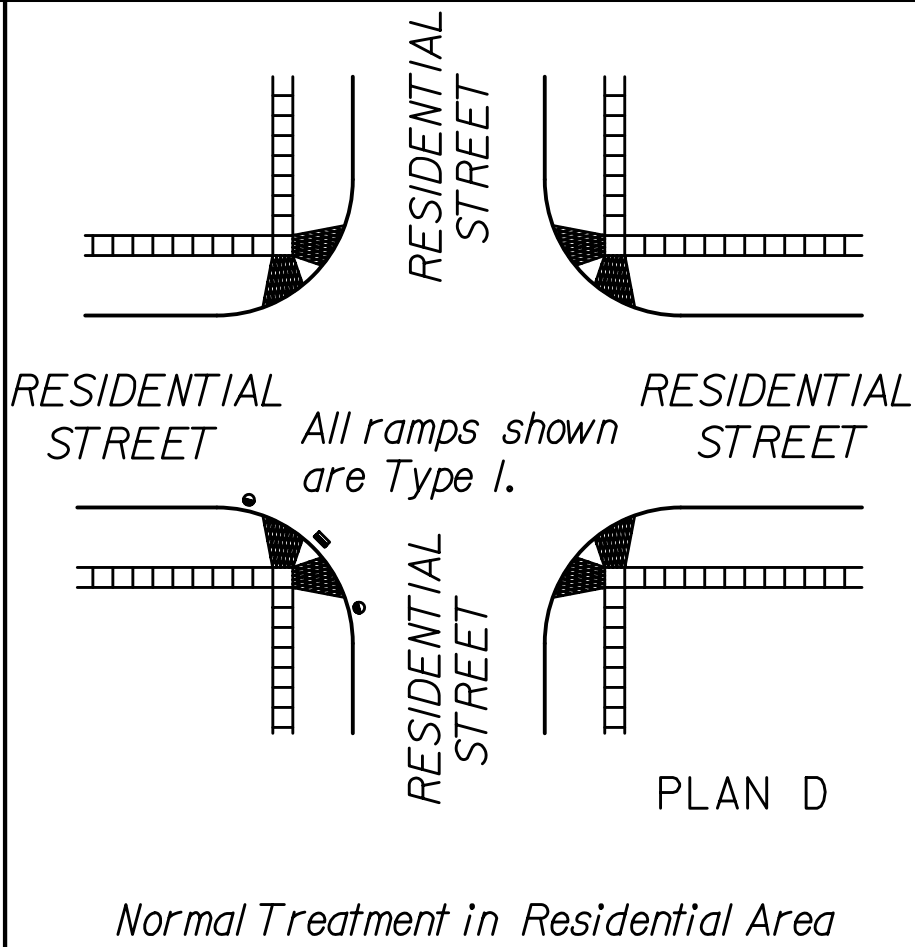 RESIDENTIAL
STREET
RESIDENTIAL
STREET
RESIDENTIAL
STREET
All ramps shown
are Type I.
RESIDENTIAL
STREET
PLAN D
Normal Treatment in Residential Area